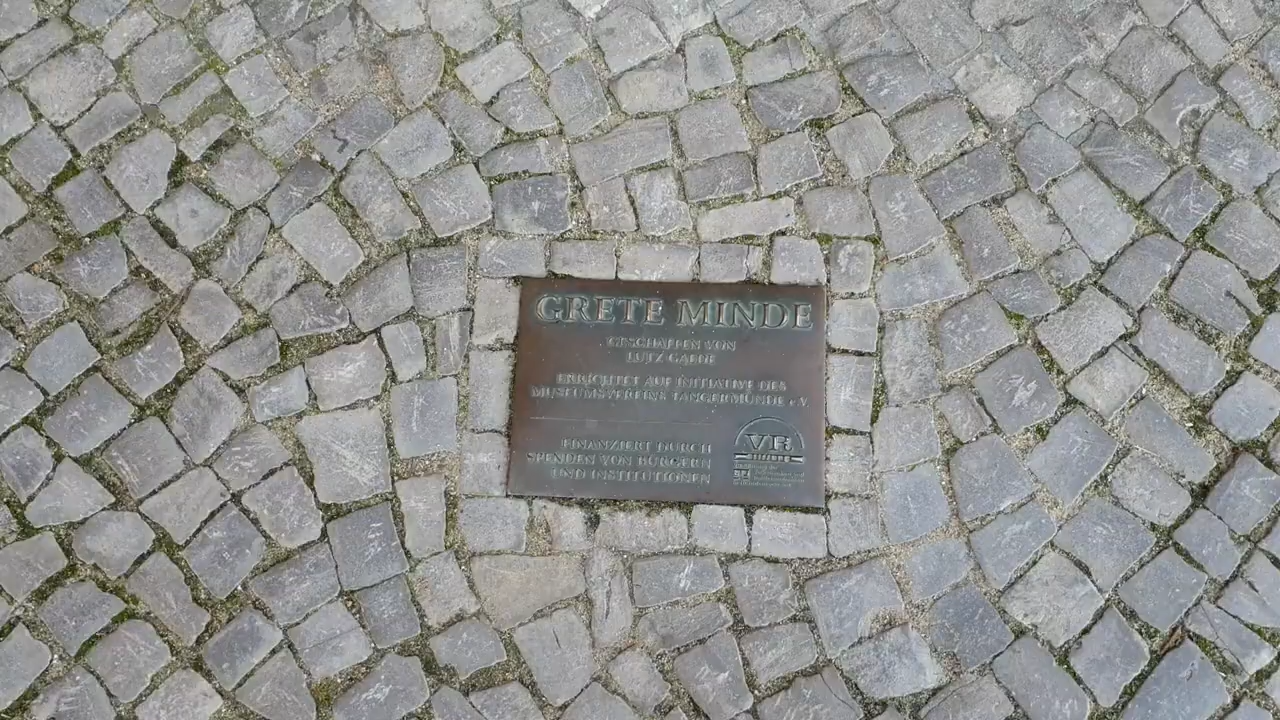 GRETE MINDE
GESCHAFFEN VON
LUTZ GAEDE
ERRICHTET AUF INITIATIVE DES
MUSEUMSVEREINS TANGERMÜNDE e.V.
FINANZIERT DURCH
SPENDEN VON BÜRGERN
UND INSTITUTIONEN
VR
STIFTUNG